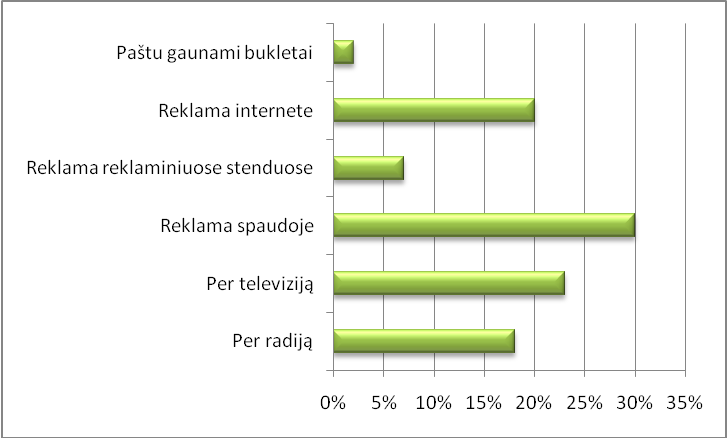 Paštu gaunami bukletai
Reklama internete
Reklama reklaminiuose stenduose
Reklama spaudoje
Per televiziją
Per radiją
0% 5% 10% 15% 20% 25% 30% 35%